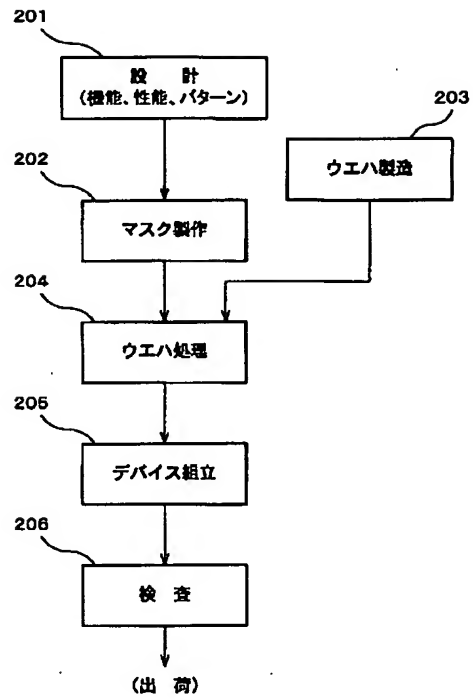 201
設　計
(機能、性能、パターン)
203
ウエハ製造
202
マスク製作
204
ウエハ処理
205
デバイス組立
206
検　査
(出　荷)